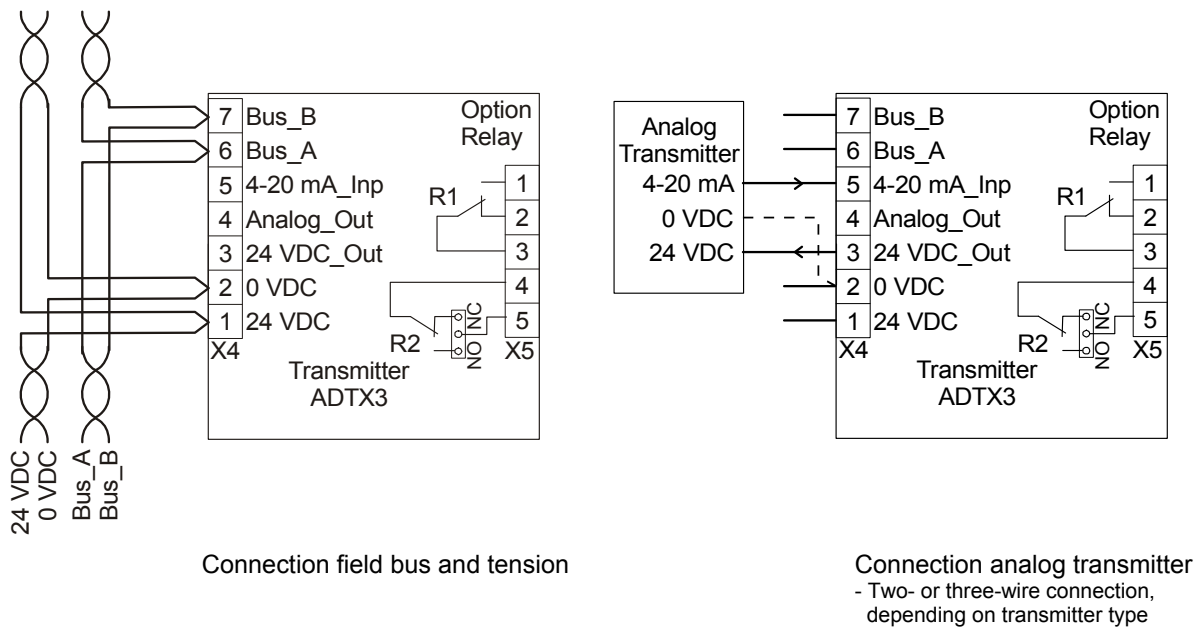 7 Bus_B
6 Bus_A
5 4-20 mA_Inp
4 Analog_Out
3 24 VDC_Out
2 0 VDC
1 24 VDC
X4
Option
Relay
R1
1
2
3
4
5
X5
R2
NC
NO
Transmitter
ADTX3
24 VDC
0 VDC
Bus_A
Bus_B
Connection field bus and tension
Analog
Transmitter
4-20 mA
0 VDC
24 VDC
7 Bus_B
6 Bus_A
5 4-20 mA_Inp
4 Analog_Out
3 24 VDC_Out
2 0 VDC
1 24 VDC
X4
Option
Relay
R1
1
2
3
4
5
X5
R2
NC
NO
Transmitter
ADTX3
Connection analog transmitter
- Two- or three-wire connection,
depending on transmitter type